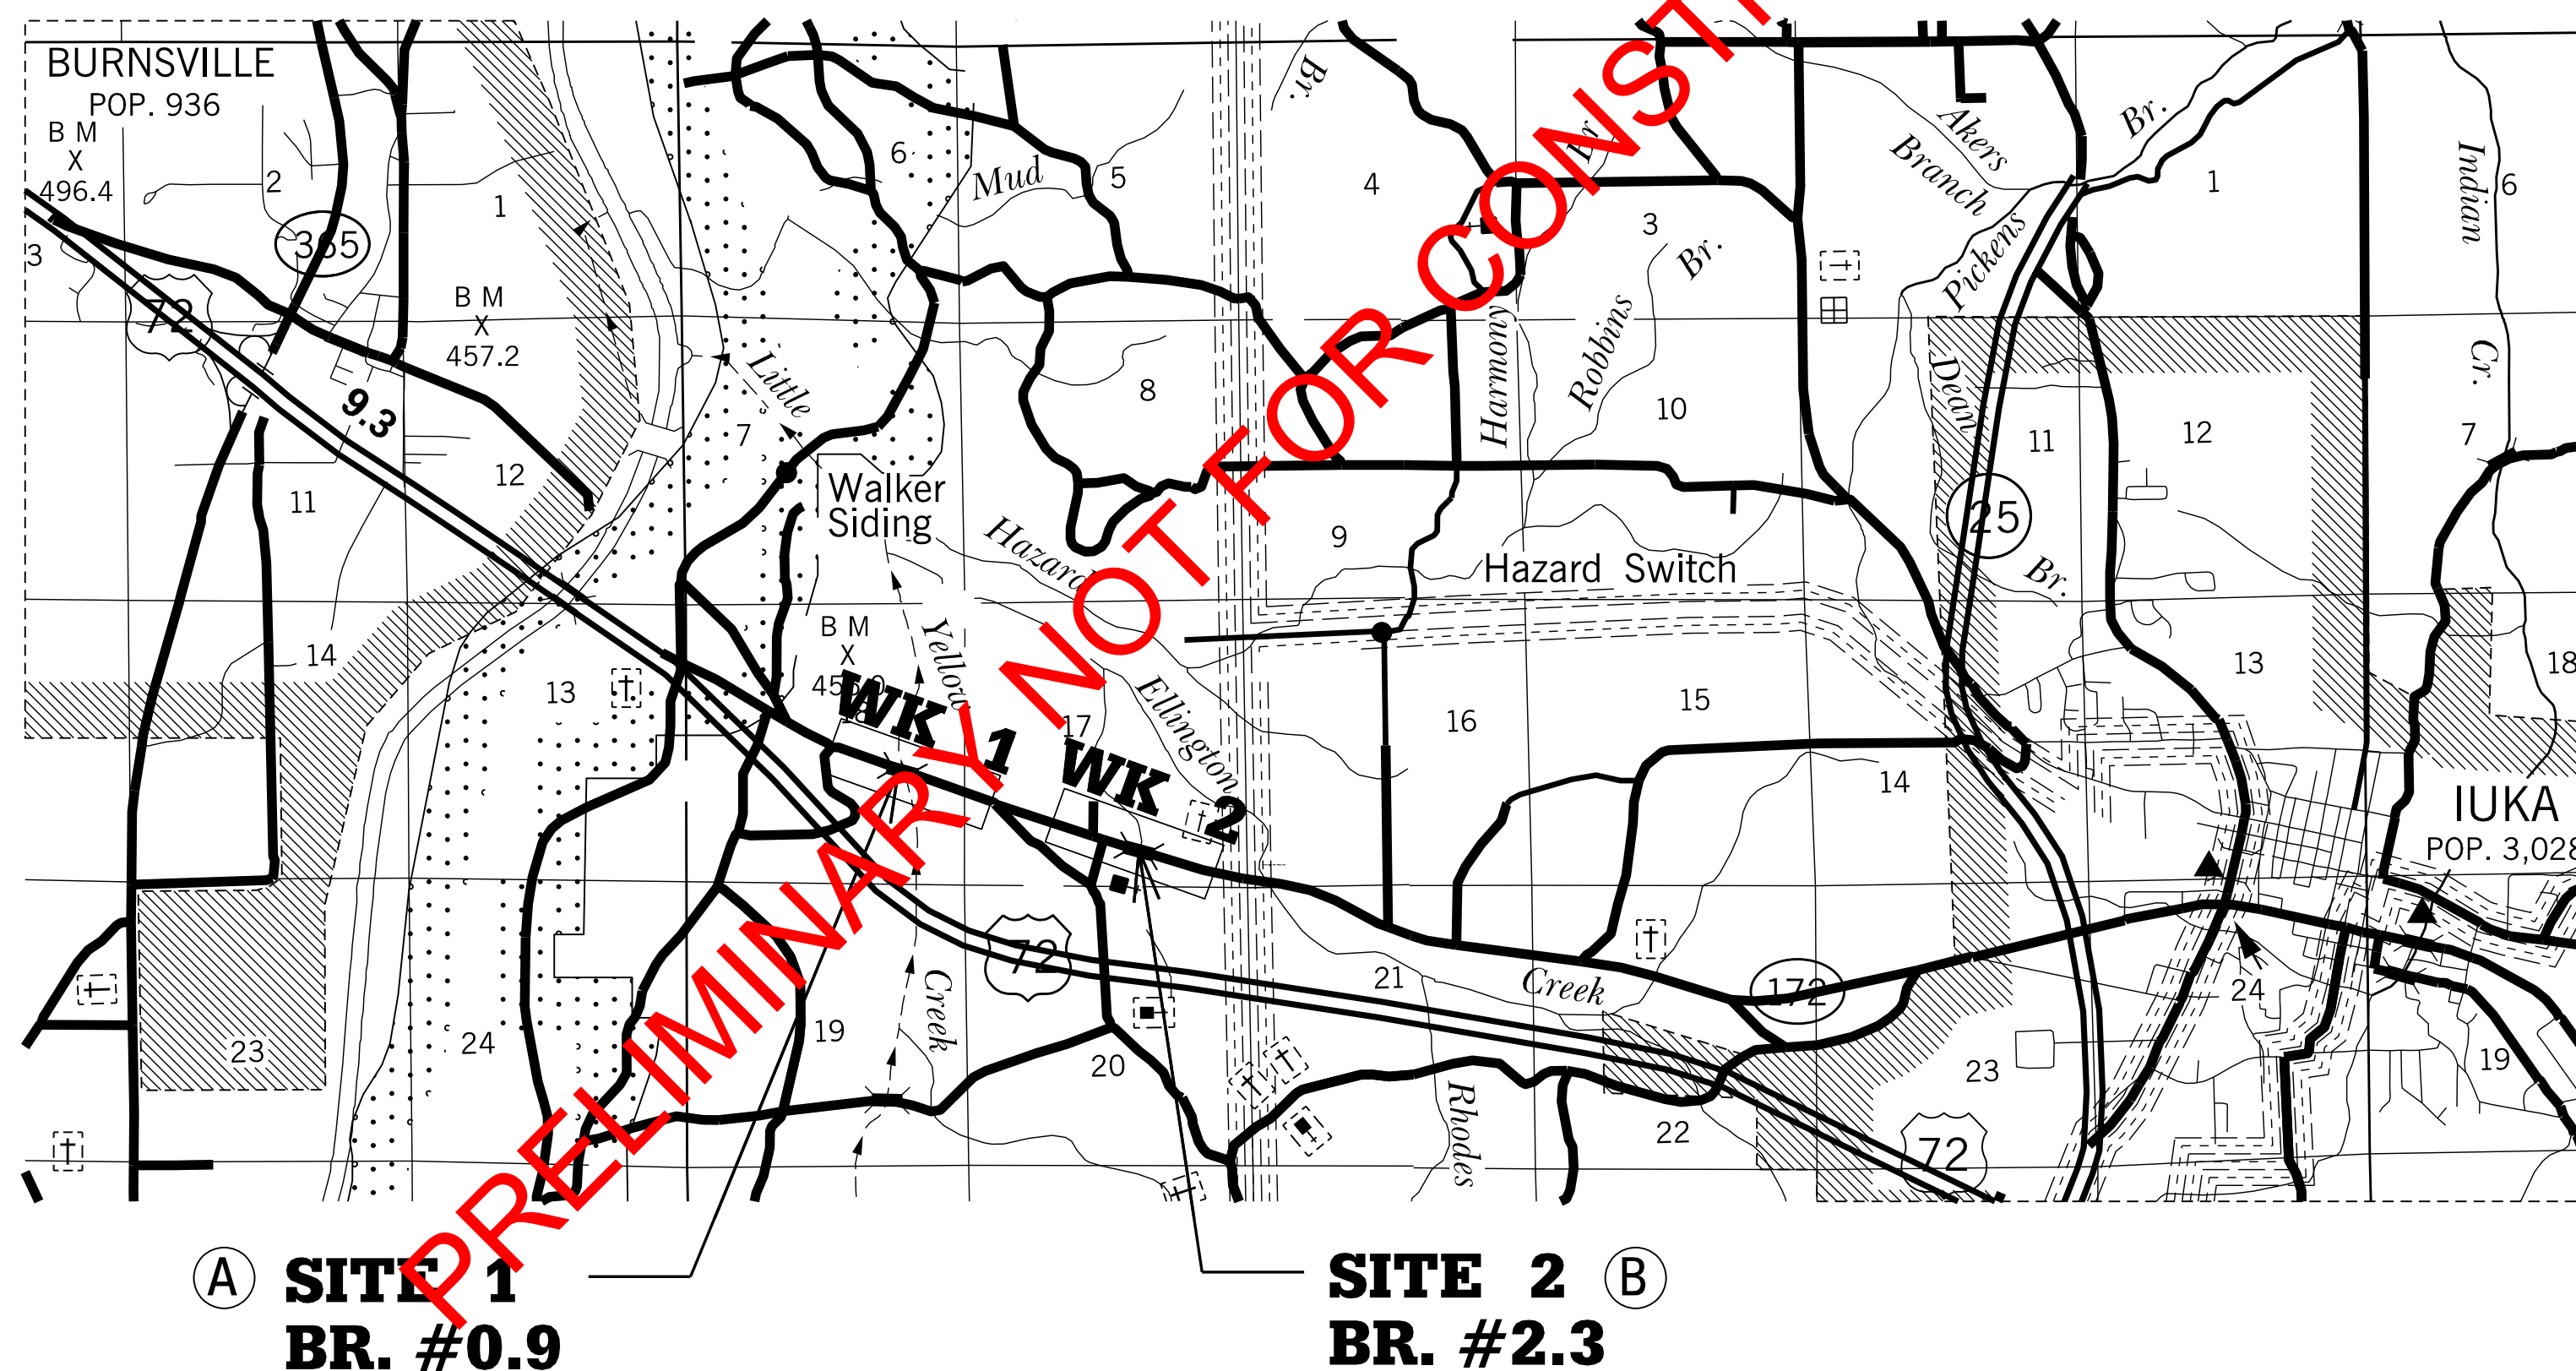 BURNSVILLE
POP. 936
B M
X
496.4
3
2
365
1
72
B M
X
457.2
9.3
11
12
14
13
23
24
6
Mud
5
Little
7
8
Walker
Siding
Hazard
B M
X
18
Yellow
17
Ellington
WK 1
WK 2
19
Creek
72
20
Br.
4
3
Br.
Harmony
Robbins
10
9
Hazard Switch
16
15
14
21
Creek
172
Rhodes
22
Akers
Branch
Br.
Pickens
Dean
25
Br.
11
12
1
13
Indian
Cr.
6
7
18
IUKA
POP. 3,028
24
23
19
72
PRELIMINARY NOT FOR CONST
A SITE 1
BR. #0.9
SITE 2 B
BR. #2.3